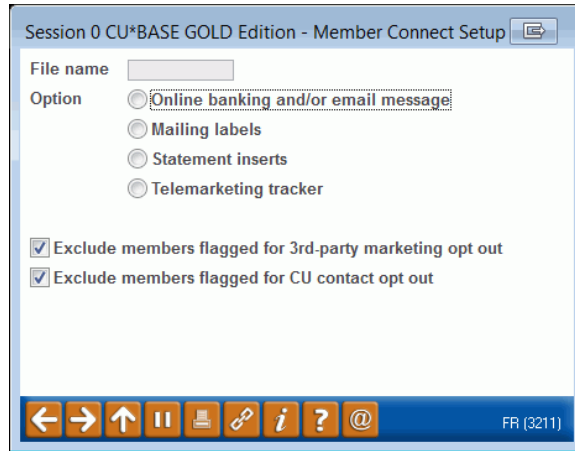 Session 0 CU*BASE GOLD Edition - Member Connect Setup
File name
Option Online banking and/or email message
Mailing labels
Statement inserts
Telemarketing tracker
Exclude members flagged for 3rd-party marketing opt out
Exclude members flagged for CU contact opt out
i ? @ FR (3211)